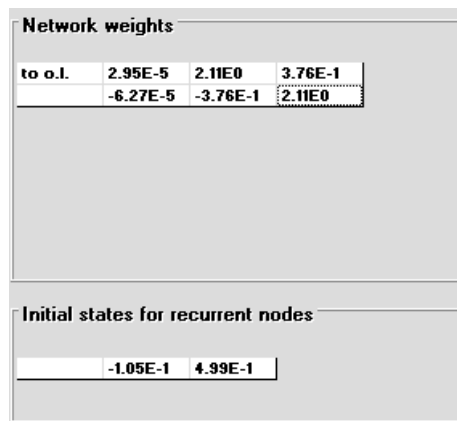 Network weights
to o.l. 2.95E-5 2.11E0 3.76E-1
-6.27E-5 -3.76E-1 2.11E0
Initial states for recurrent nodes
-1.05E-1 4.99E-1